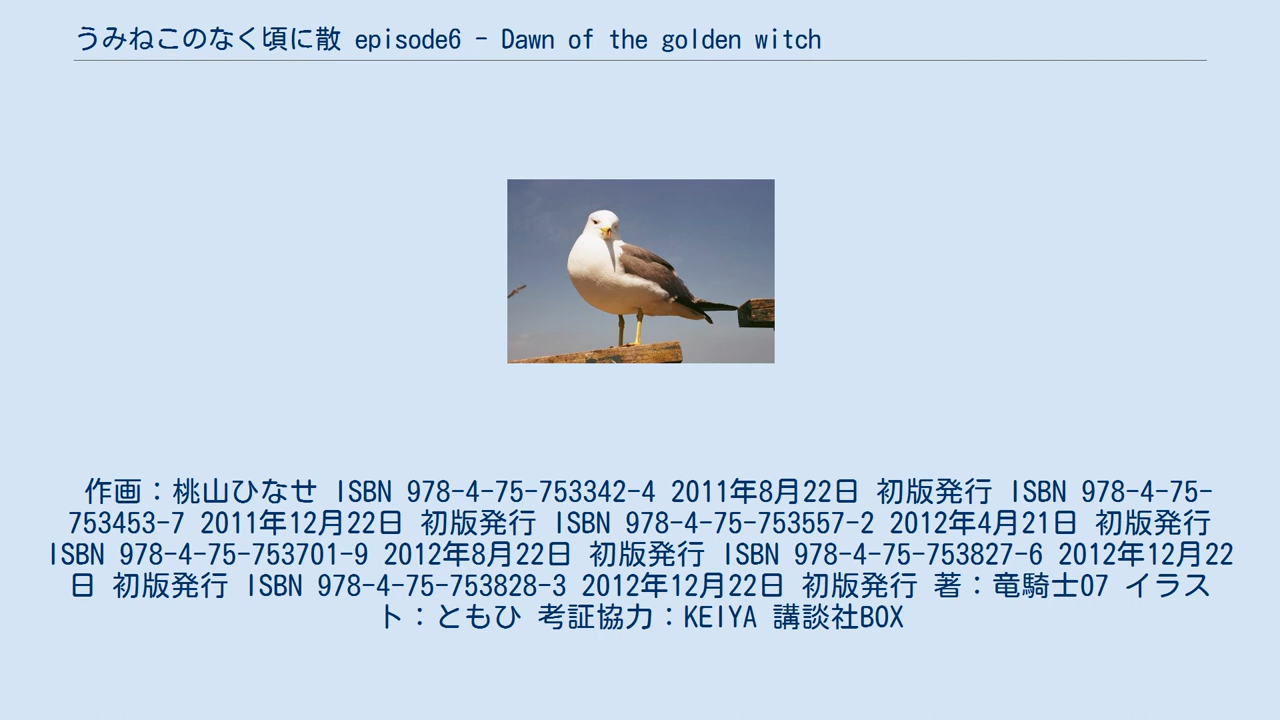 うみねこのなく頃に散 episode6 - Dawn of the golden witch
作画：桃山ひなせ ISBN 978-4-75-753342-4 2011年8月22日 初版発行 ISBN 978-4-75-
753453-7 2011年12月22日 初版発行 ISBN 978-4-75-753557-2 2012年4月21日 初版発行
ISBN 978-4-75-753701-9 2012年8月22日 初版発行 ISBN 978-4-75-753827-6 2012年12月22
日 初版発行 ISBN 978-4-75-753828-3 2012年12月22日 初版発行 著：竜騎士07 イラス
ト：ともひ 考証協力：KEIYA 講談社BOX